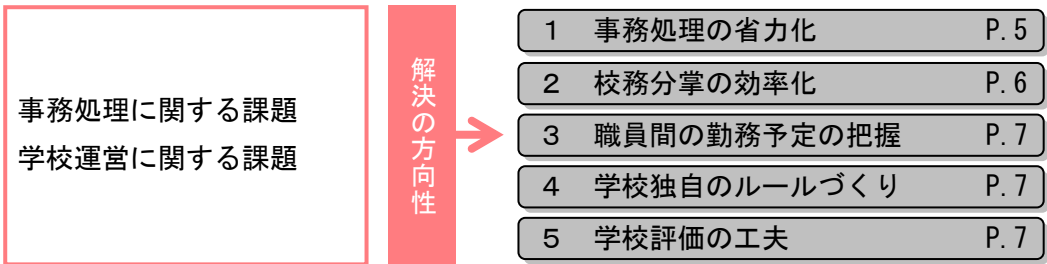 事務処理に関する課題
学校運営に関する課題
解決の方向性
1 事務処理の省力化 P.5
2 校務分掌の効率化 P.6
3 職員間の勤務予定の把握 P.7
4 学校独自のルールづくり P.7
5 学校評価の工夫 P.7